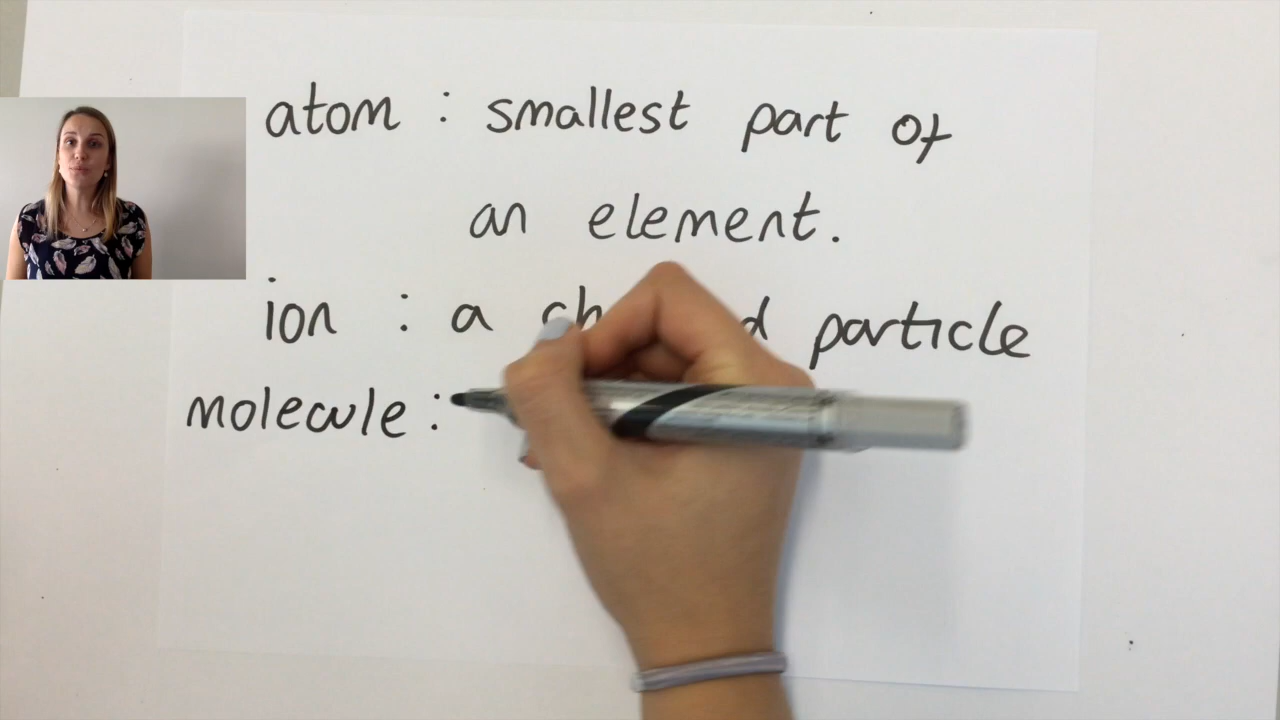 atom : smallest part of
an element.
ion : a particle
molecule :